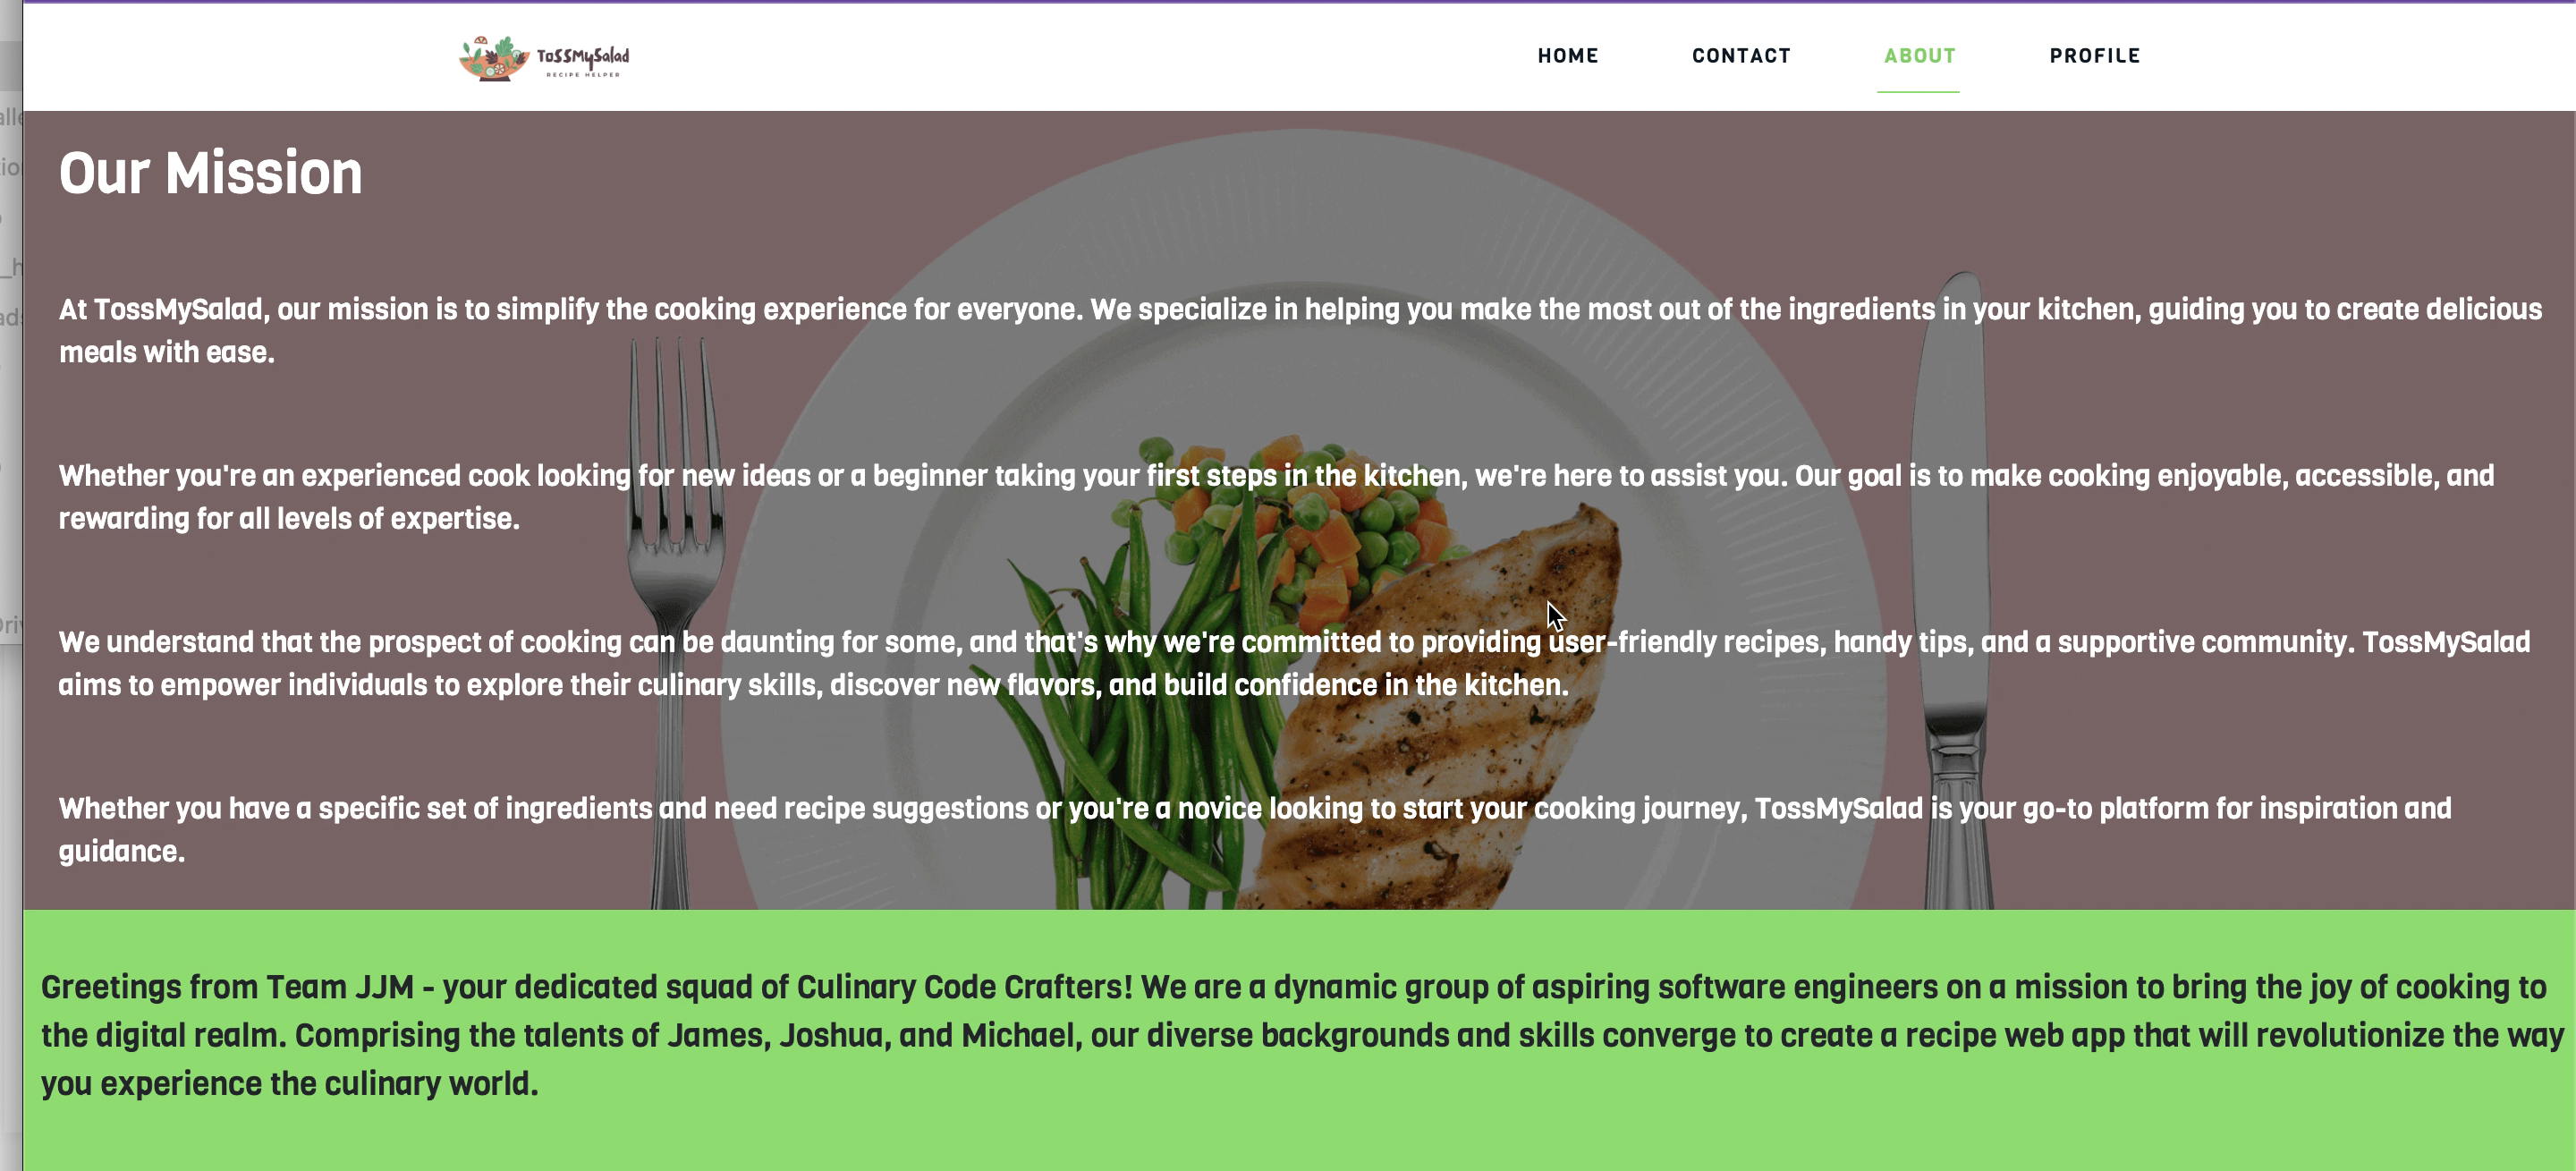 TossMySalad
RECIPE HELPER
HOME CONTACT ABOUT PROFILE
Our Mission
At TossMySalad, our mission is to simplify the cooking experience for everyone. We specialize in helping you make the most out of the ingredients in your kitchen, guiding you to create delicious
meals with ease.
Whether you're an experienced cook looking for new ideas or a beginner taking your first steps in the kitchen, we're here to assist you. Our goal is to make cooking enjoyable, accessible, and
rewarding for all levels of expertise.
We understand that the prospect of cooking can be daunting for some, and that's why we're committed to providing user-friendly recipes, handy tips, and a supportive community. TossMySalad
aims to empower individuals to explore their culinary skills, discover new flavors, and build confidence in the kitchen.
Whether you have a specific set of ingredients and need recipe suggestions or you're a novice looking to start your cooking journey, TossMySalad is your go-to platform for inspiration and
guidance.
Greetings from Team JJM - your dedicated squad of Culinary Code Crafters! We are a dynamic group of aspiring software engineers on a mission to bring the joy of cooking to
the digital realm. Comprising the talents of James, Joshua, and Michael, our diverse backgrounds and skills converge to create a recipe web app that will revolutionize the way
you experience the culinary world.